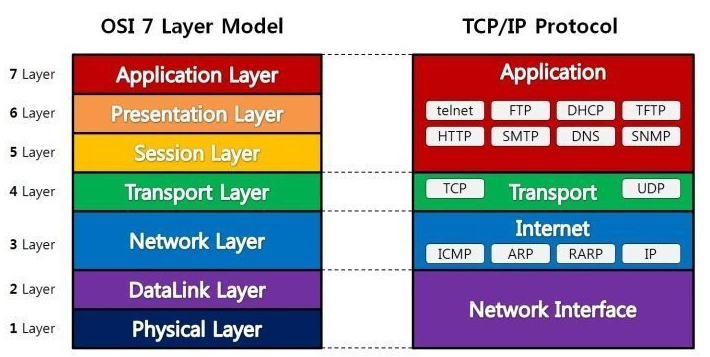 OSI 7 Layer Model
TCP/IP Protocol
7 Layer
Application Layer
6 Layer
Presentation Layer
5 Layer
Session Layer
4 Layer
Transport Layer
3 Layer
Network Layer
2 Layer
DataLink Layer
1 Layer
Physical Layer
Application
telnet FTP DHCP TFTP
HTTP SMTP DNS SNMP
TCP Transport UDP
Internet
ICMP ARP RARP IP
Network Interface